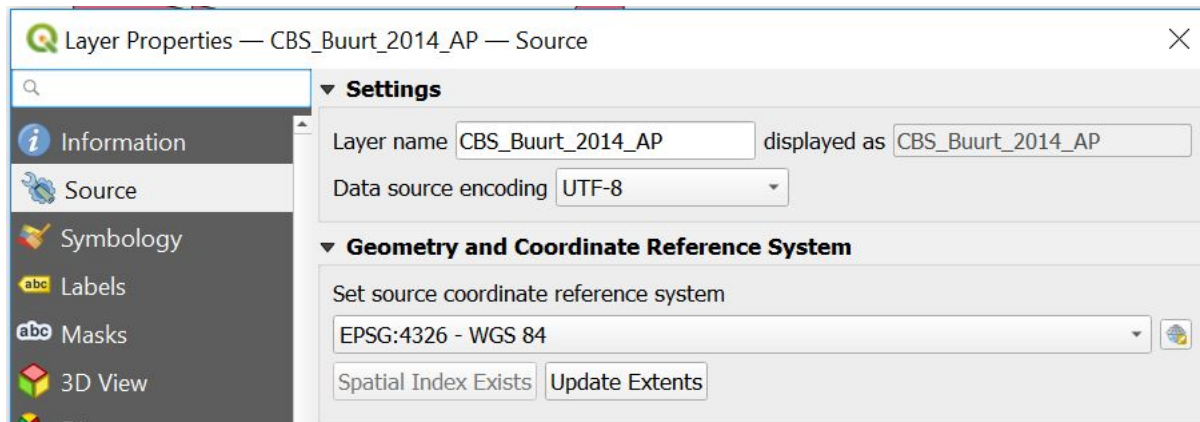 Layer Properties — CBS_Buurt_2014_AP — Source
Information
Source
Symbology
abc Labels
abc Masks
3D View
Settings
Layer name CBS_Buurt_2014_AP displayed as CBS_Buurt_2014_AP
Data source encoding UTF-8
Geometry and Coordinate Reference System
Set source coordinate reference system
EPSG:4326 - WGS 84
Spatial Index Exists Update Extents